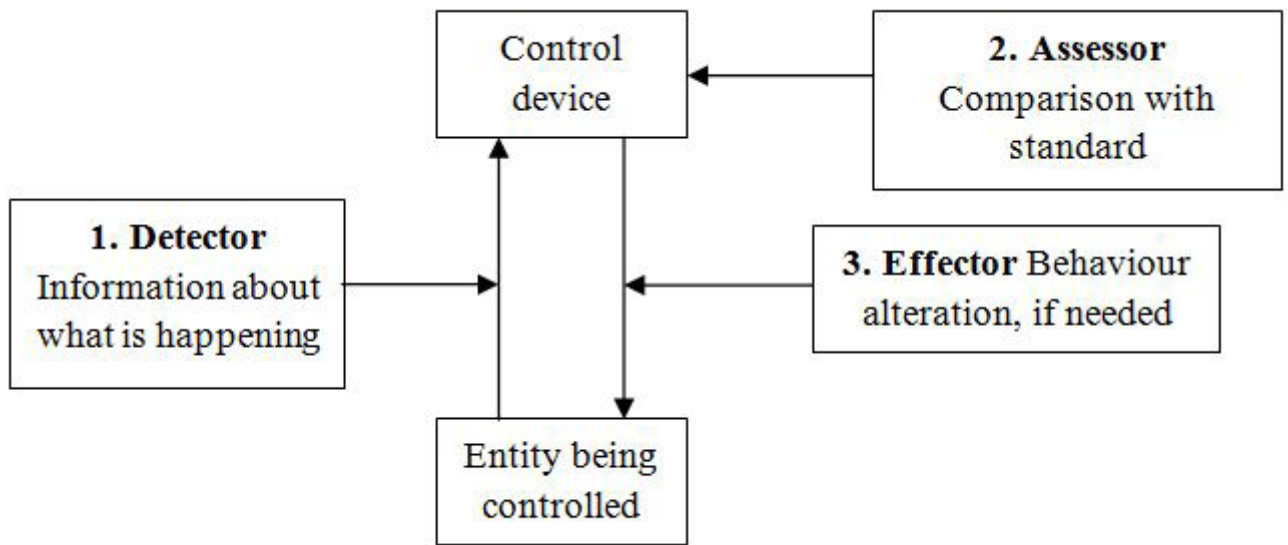 Control
device
2. Assessor
Comparison with
standard
1. Detector
Information about
what is happening
3. Effector Behaviour
alteration, if needed
Entity being
controlled